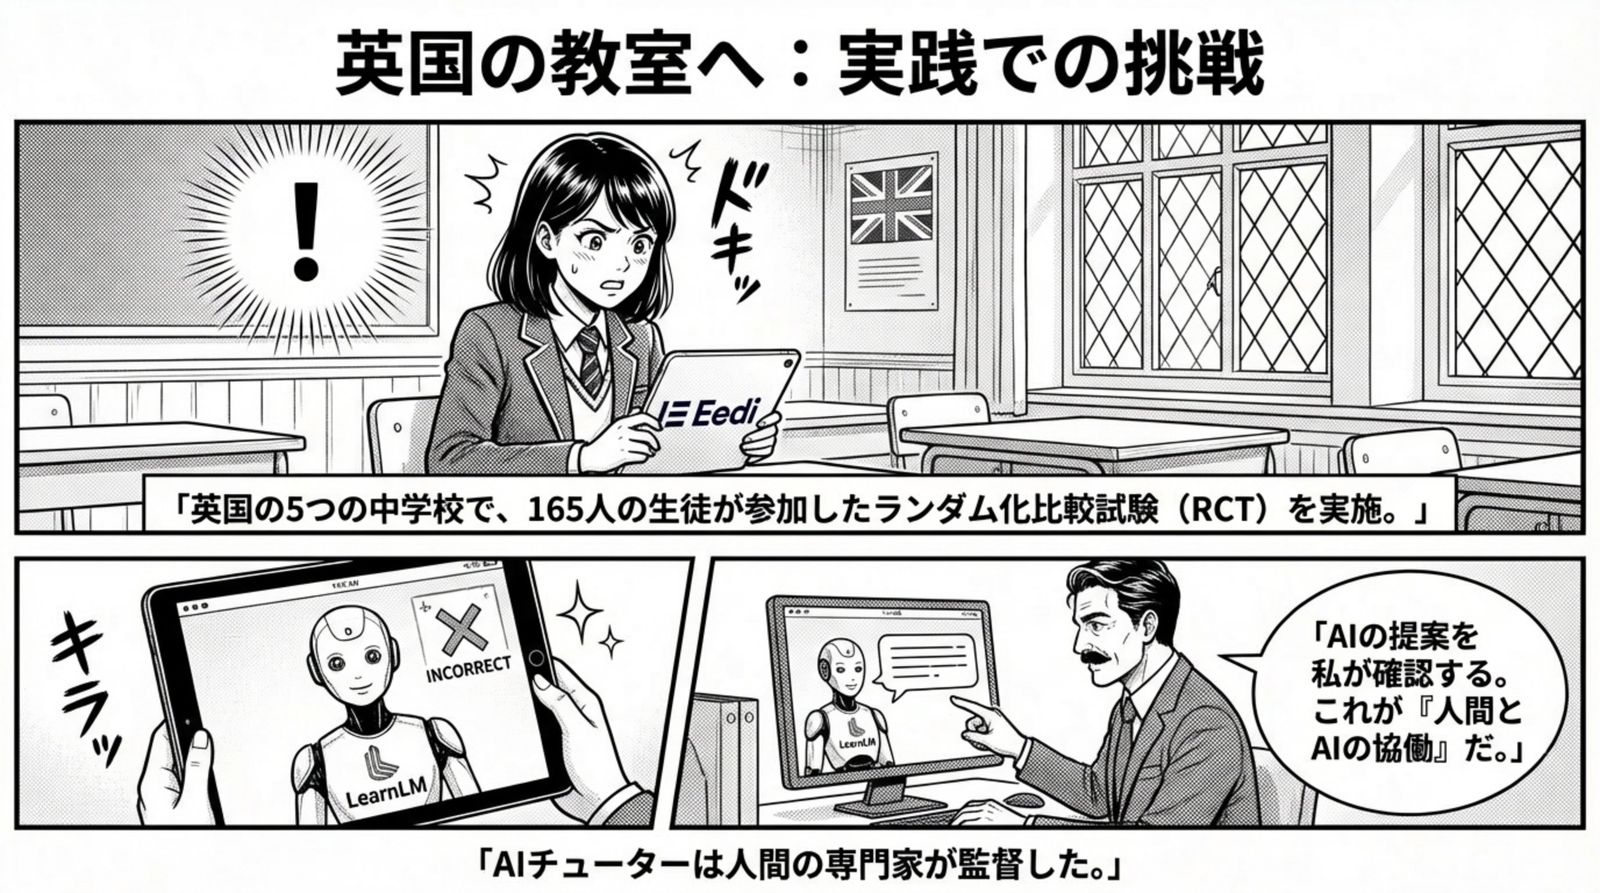 英国の教室へ：実践での挑戦
!
ドキッ
Eedi
「英国の5つの中学校で、165人の生徒が参加したランダム化比較試験（RCT）を実施。」
キラッ
INCORRECT
LearnLM
LearnLM
「AIの提案を
私が確認する。
これが『人間と
AIの協働』だ。」
「AIチューターは人間の専門家が監督した。」